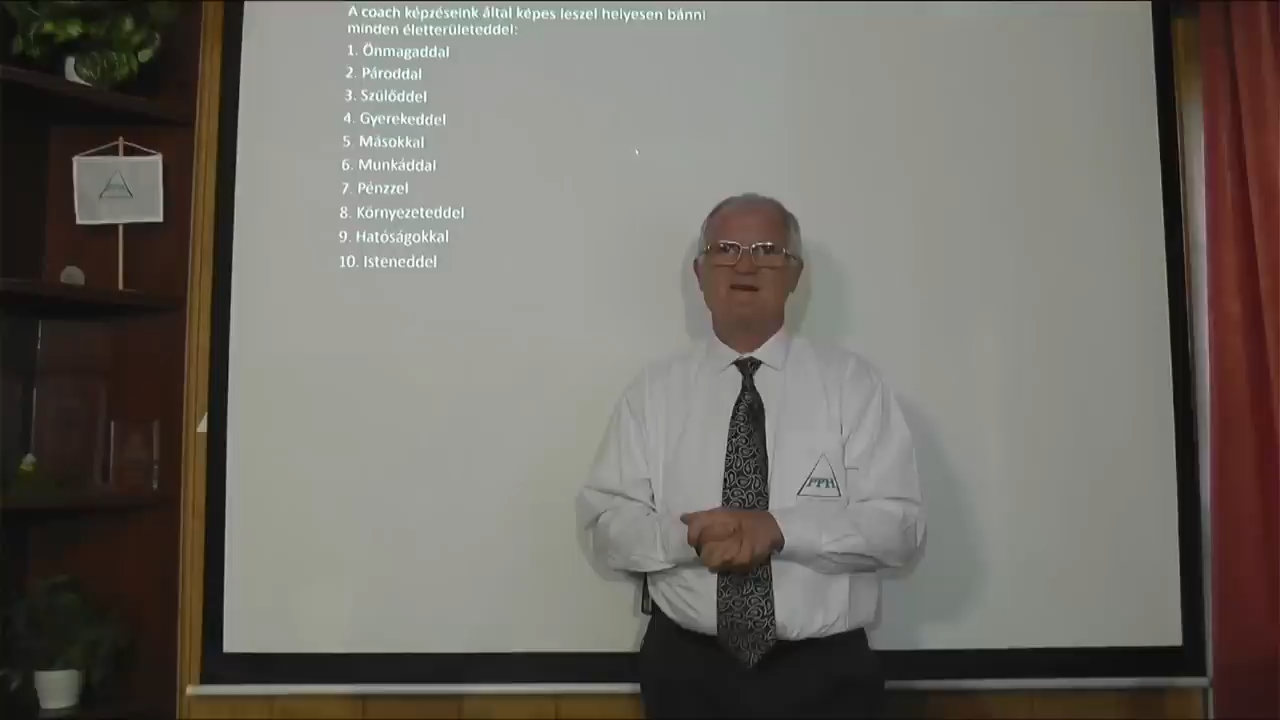 A coach képzéseink által képes leszel helyesen bánni
minden életterületeddel:
1. Önmagaddal
2. Pároddal
3. Szülőddel
4. Gyerekeddel
5. Másokkal
6. Munkáddal
7. Pénzzel
8. Környezeteddel
9. Hatóságokkal
10. Isteneddel
PPH